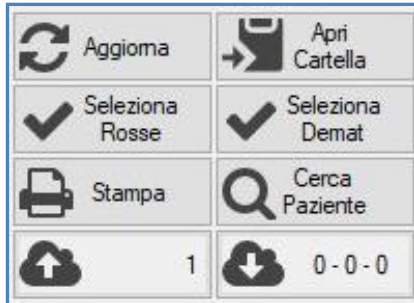 Aggiorna
Apri
Cartella
Seleziona
Rosse
Seleziona
Demat
Stampa
Cerca
Paziente
1
0 - 0 - 0